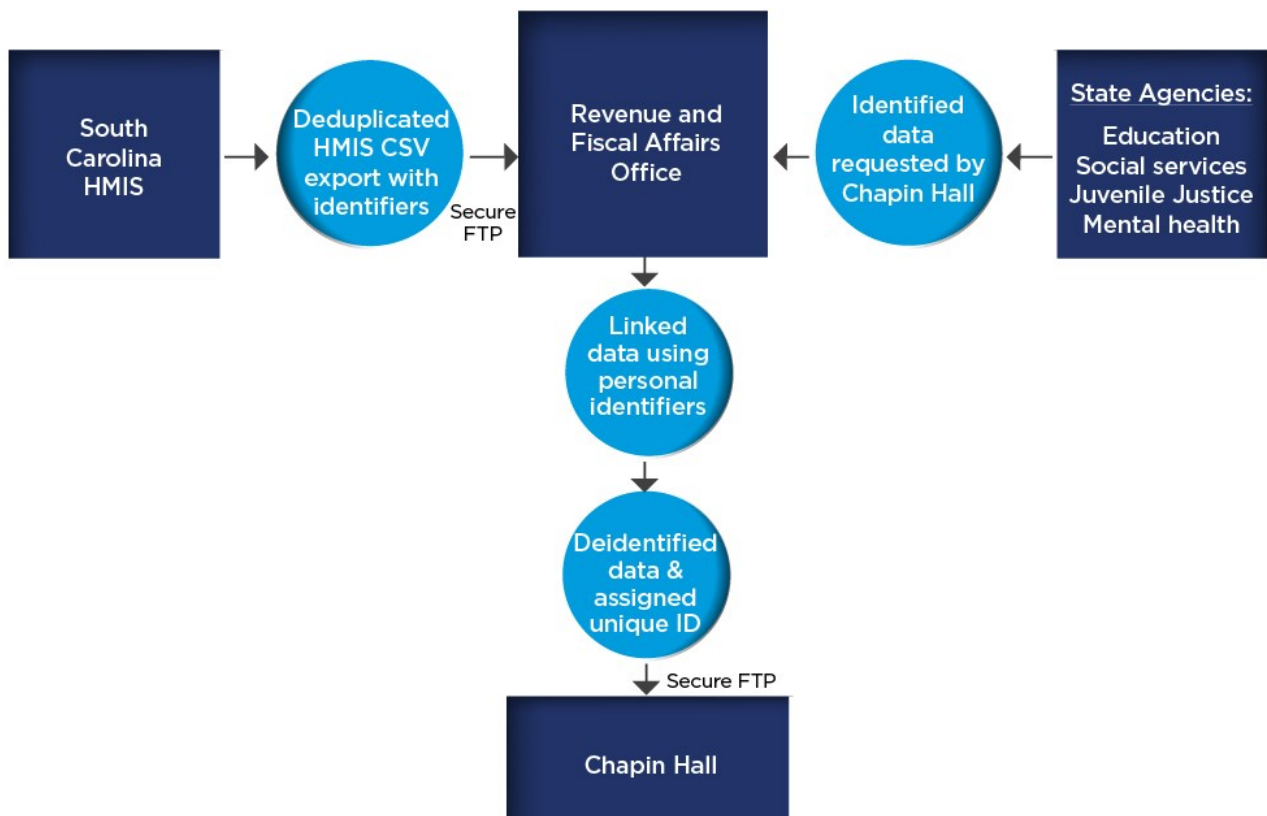 South
Carolina
HMIS
Deduplicated
HMIS CSV
export with
identifiers
Secure
FTP
Revenue and
Fiscal Affairs
Office
Identified
data
requested by
Chapin Hall
State Agencies:
Education
Social services
Juvenile Justice
Mental health
Linked
data using
personal
identifiers
Deidentified
data &
assigned
unique ID
Secure FTP
Chapin Hall